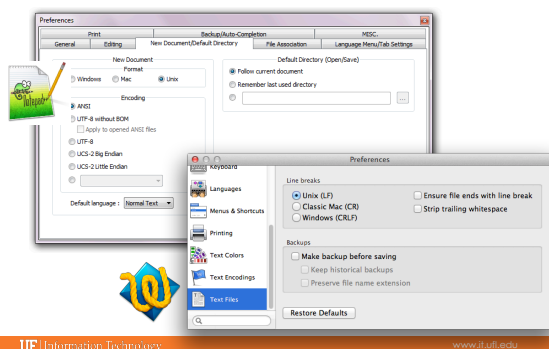 Preferences
Print Backup/Auto-Completion MISC.
General Editing New Document/Default Directory File Association Language Menu/Tab Settings
New Document
Format
Windows Mac Unix
Encoding
ANSI
UTF-8 without BOM
Apply to opened ANSI files
UTF-8
UCS-2 Big Endian
UCS-2 Little Endian
Default language : Normal Text
Default Directory (Open/Save)
Follow current document
Remember last used directory
...
Preferences
Keyboard
Languages
Menus & Shortcuts
Printing
Text Colors
Text Encodings
Text Files
Line breaks
Unix (LF)
Classic Mac (CR)
Windows (CRLF)
Ensure file ends with line break
Strip trailing whitespace
Backups
Make backup before saving
Keep historical backups
Preserve file name extension
Restore Defaults
UF Information Technology
www.it.ufl.edu